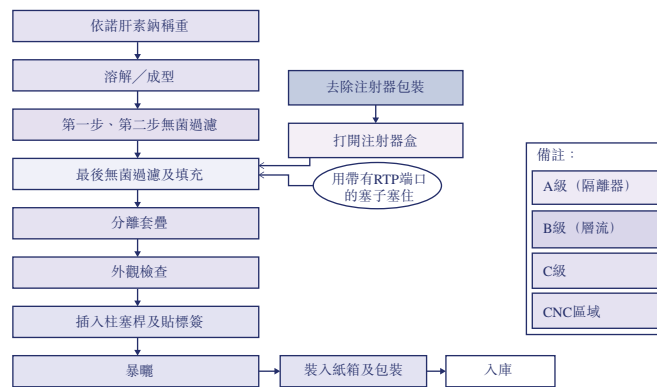 依諾肝素鈉稱重
溶解／成型
第一步、第二步無菌過濾
最後無菌過濾及填充
分離套疊
外觀檢查
插入柱塞桿及貼標簽
暴曬
裝入紙箱及包裝
入庫
去除注射器包裝
打開注射器盒
用帶有RTP端口
的塞子塞住
備註：
A級（隔離器）
B級（層流）
C級
CNC區域